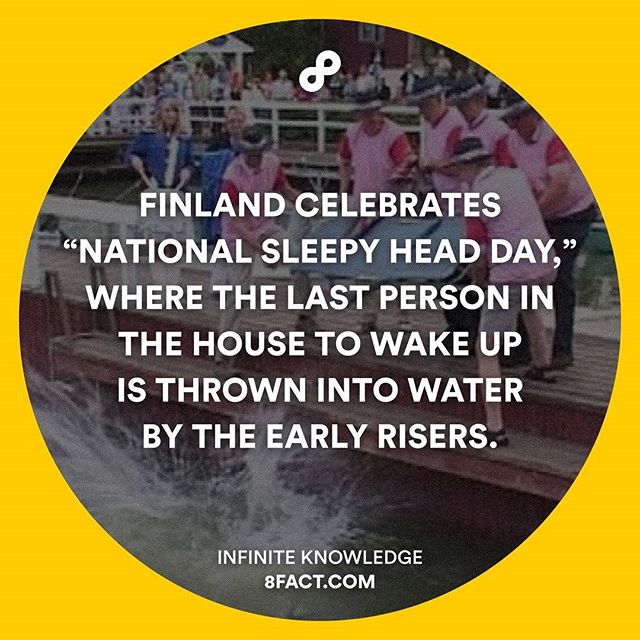 FINLAND CELEBRATES
“NATIONAL SLEEPY HEAD DAY,”
WHERE THE LAST PERSON IN
THE HOUSE TO WAKE UP
IS THROWN INTO WATER
BY THE EARLY RISERS.
INFINITE KNOWLEDGE
8FACT.COM